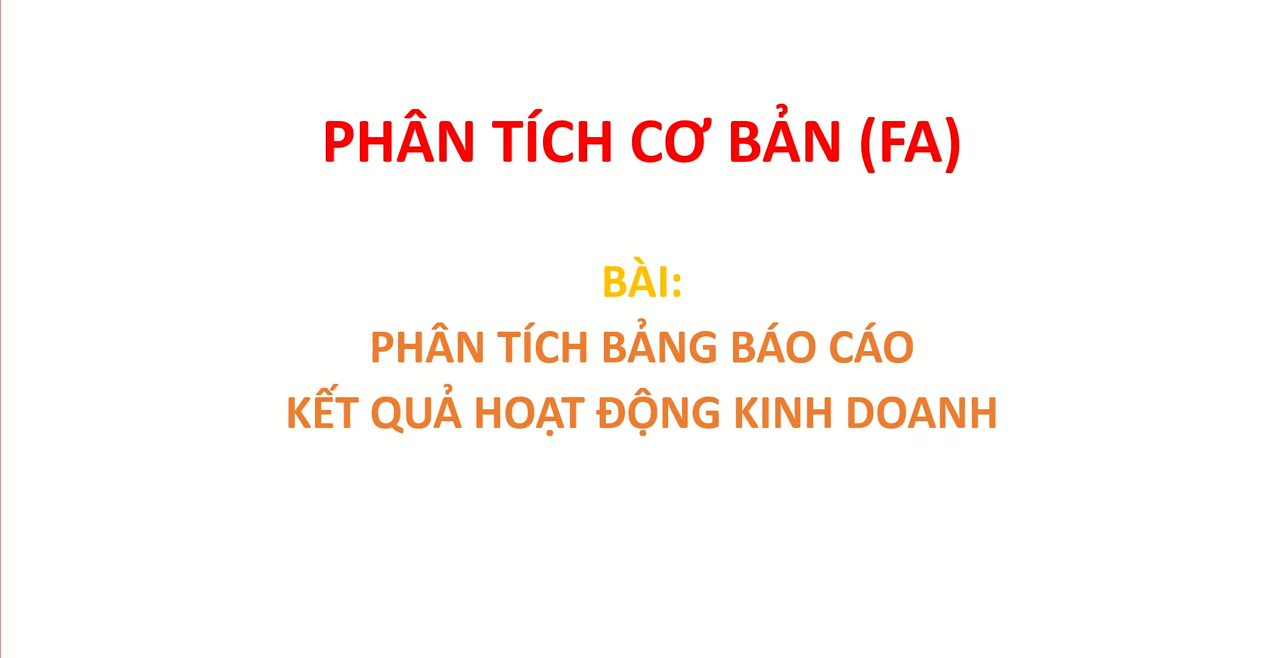 PHÂN TÍCH CƠ BẢN (FA)
BÀI:
PHÂN TÍCH BẢNG BÁO CÁO
KẾT QUẢ HOẠT ĐỘNG KINH DOANH